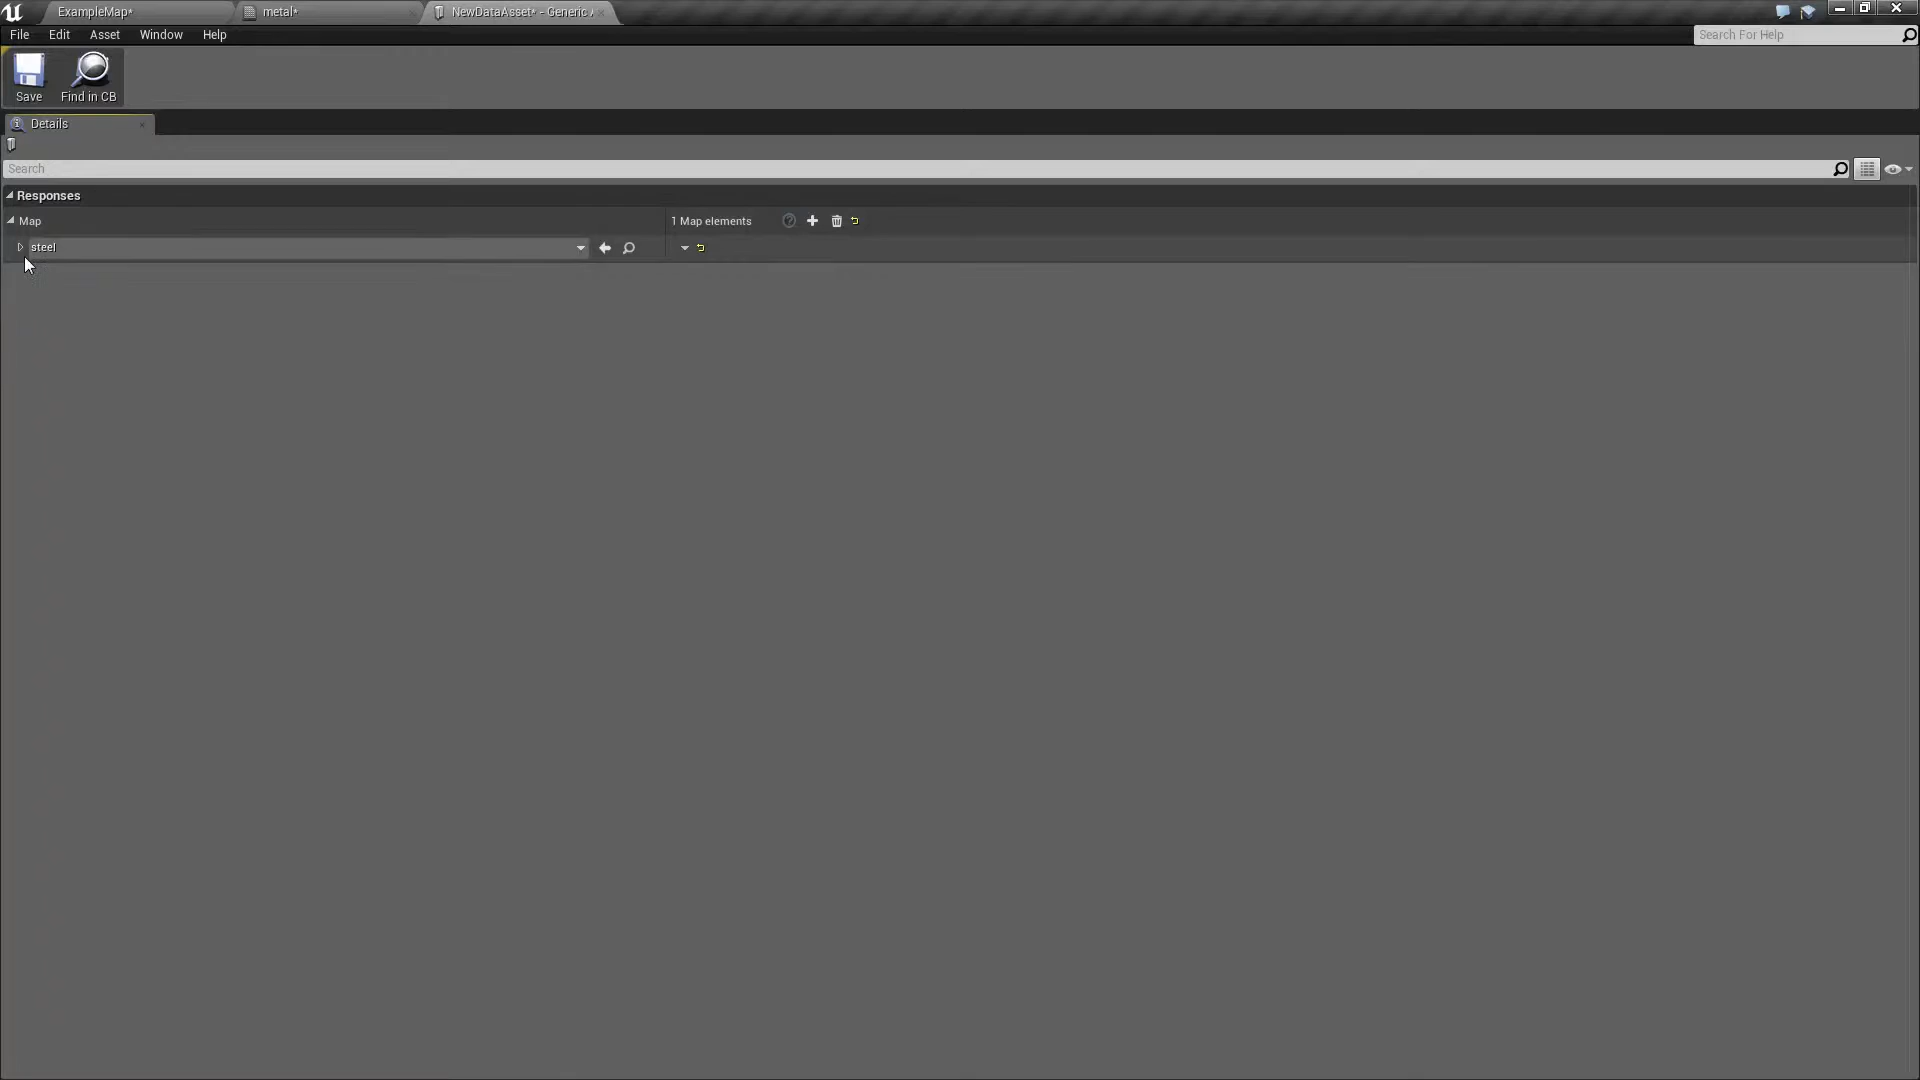 ExampleMap* metal* NewDataAsset* - Generic A
File Edit Asset Window Help Search For Help
Save Find in CB
Details
Search
Responses
Map 1 Map elements
steel